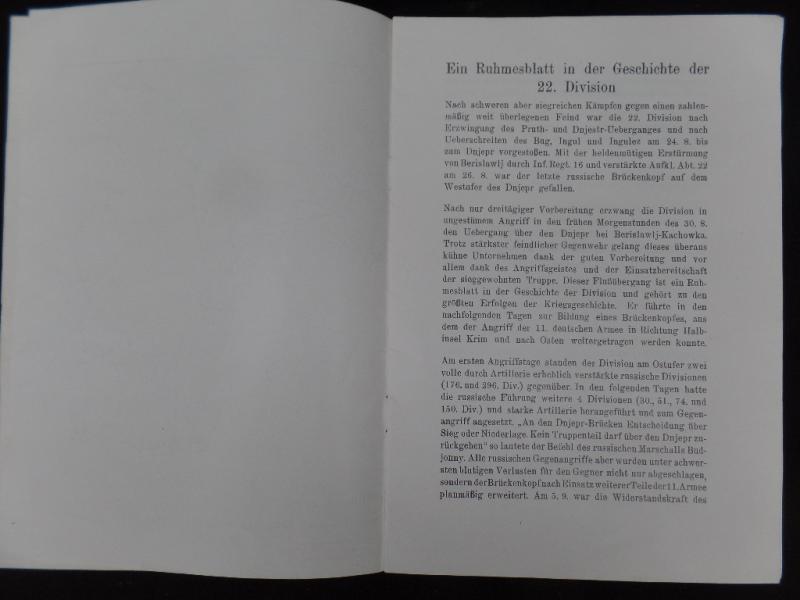 Ein Ruhmesblatt in der Geschichte der
22. Division
Nach schweren aber siegreichen Kämpfen gegen einen zahlen-
mäßig weit überlegenen Feind war die 22. Division nach
Erzwingung des Pruth- und Dnjestr-Ueberganges und nach
Ueberschreiten des Bug, Ingul und Ingulez am 24. 8. bis
zum Dnjepr vorgestoßen. Mit der heldenmütigen Erstürmung
von Berislawlj durch Inf. Regt. 16 und verstärkte Aufkl. Abt. 22
am 26. 8. war der letzte russische Brückenkopf auf dem
Westufer des Dnjepr gefallen.
Nach nur dreitägiger Vorbereitung erzwang die Division in
ungestümem Angriff in den frühen Morgenstunden des 30. 8.
den Uebergang über den Dnjepr bei Berislawlj-Kachowka.
Trotz stärkster feindlicher Gegenwehr gelang dieses überaus
kühne Unternehmen dank der guten Vorbereitung und vor
allem dank des Angriffsgeistes und der Einsatzbereitschaft
der sieggewohnten Truppe. Dieser Flußübergang ist ein Ruh-
mesblatt in der Geschichte der Division und gehört zu den
größten Erfolgen der Kriegsgeschichte. Er führte in den
nachfolgenden Tagen zur Bildung eines Brückenkopfes, aus
dem der Angriff der 11. deutschen Armee in Richtung Halb-
insel Krim und nach Osten weitergetragen werden konnte.
Am ersten Angriffstage standen der Division am Ostufer zwei
volle durch Artillerie erheblich verstärkte russische Divisionen
(176. und 296. Div.) gegenüber. In den folgenden Tagen hatte
die russische Führung weitere 4 Divisionen (30., 51., 74. und
150. Div.) und starke Artillerie herangeführt und zum Gegen-
angriff angesetzt. „An den Dnjepr-Brücken Entscheidung über
Sieg oder Niederlage. Kein Truppenteil darf über den Dnjepr zu-
rückgehen" so lautete der Befehl des russischen Marschalls Bud-
jonny. Alle russischen Gegenangriffe aber wurden unter schwer-
sten blutigen Verlusten für den Gegner nicht nur abgeschlagen,
sondern der Brückenkopf nach Einsatz weiterer Teile der 11. Armee
planmäßig erweitert. Am 5. 9. war die Widerstandskraft des